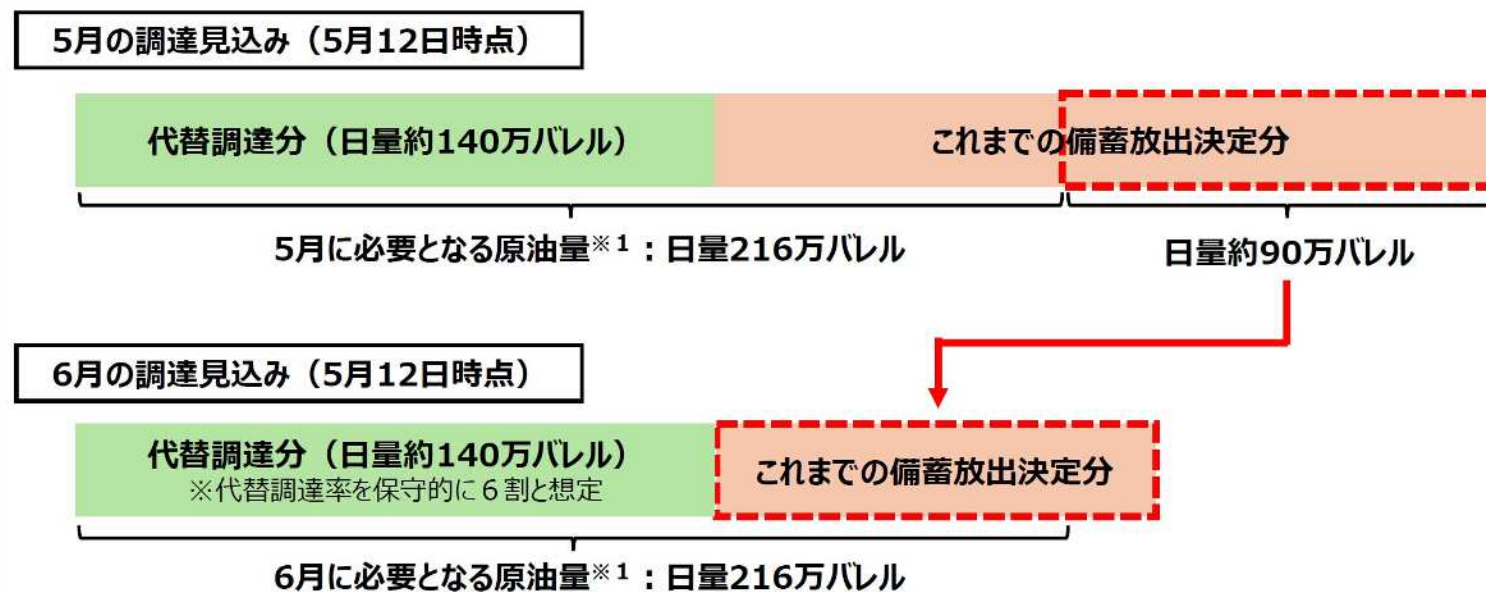 5月の調達見込み（5月12日時点）
代替調達分（日量約140万バレル）
これまでの備蓄放出決定分
5月に必要となる原油量※1：日量216万バレル
日量約90万バレル
6月の調達見込み（5月12日時点）
代替調達分（日量約140万バレル）
※代替調達率を保守的に６割と想定
これまでの備蓄放出決定分
6月に必要となる原油量※1：日量216万バレル